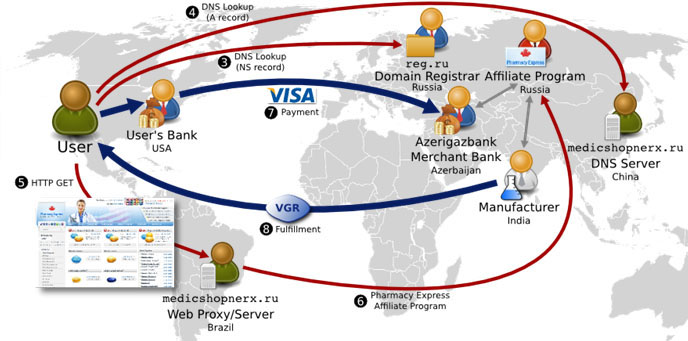 4 DNS Lookup
(A record)
3 DNS Lookup
(NS record)
reg.ru
Domain Registrar
Russia
Pharmacy Express
Affiliate Program
Russia
User
User's Bank
USA
VISA
7 Payment
Azerigazbank
Merchant Bank
Azerbaijan
medicshopnerx.ru
DNS Server
China
5 HTTP GET
VGR
8 Fulfillment
Manufacturer
India
medicshopnerx.ru
Web Proxy/Server
Brazil
6 Pharmacy Express
Affiliate Program